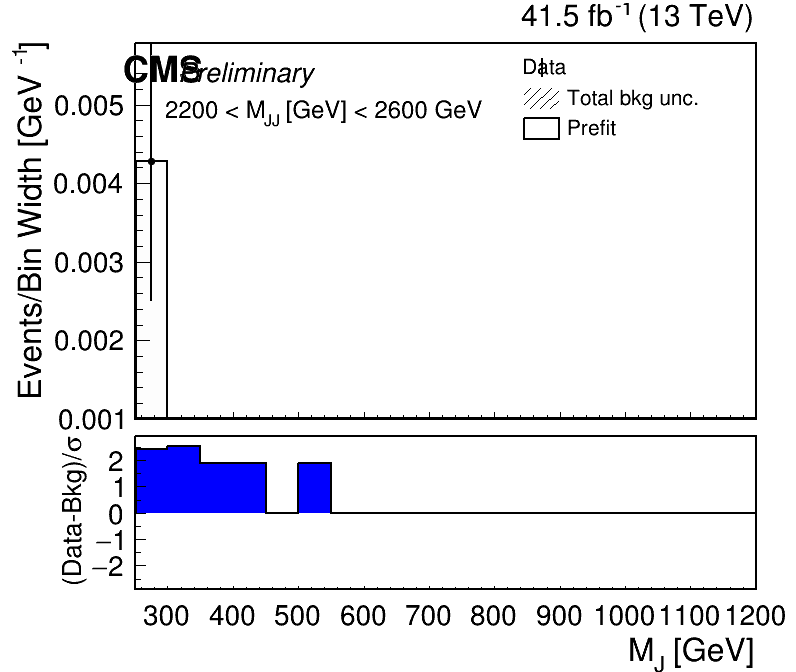 41.5 fb⁻¹ (13 TeV)
CMS Preliminary
2200 < M_JJ [GeV] < 2600 GeV
Data
Total bkg unc.
Prefit
Events/Bin Width [GeV⁻¹]
0.005
0.004
0.003
0.002
0.001
(Data-Bkg)/σ
2
1
0
−1
−2
300 400 500 600 700 800 900 1000 1100 1200
M_J [GeV]